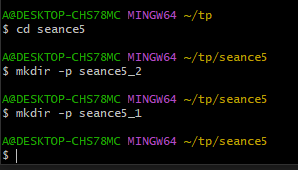 A@DESKTOP-CHS78MC MINGW64 ~/tp
$ cd seance5
A@DESKTOP-CHS78MC MINGW64 ~/tp/seance5
$ mkdir -p seance5_2
A@DESKTOP-CHS78MC MINGW64 ~/tp/seance5
$ mkdir -p seance5_1
A@DESKTOP-CHS78MC MINGW64 ~/tp/seance5
$